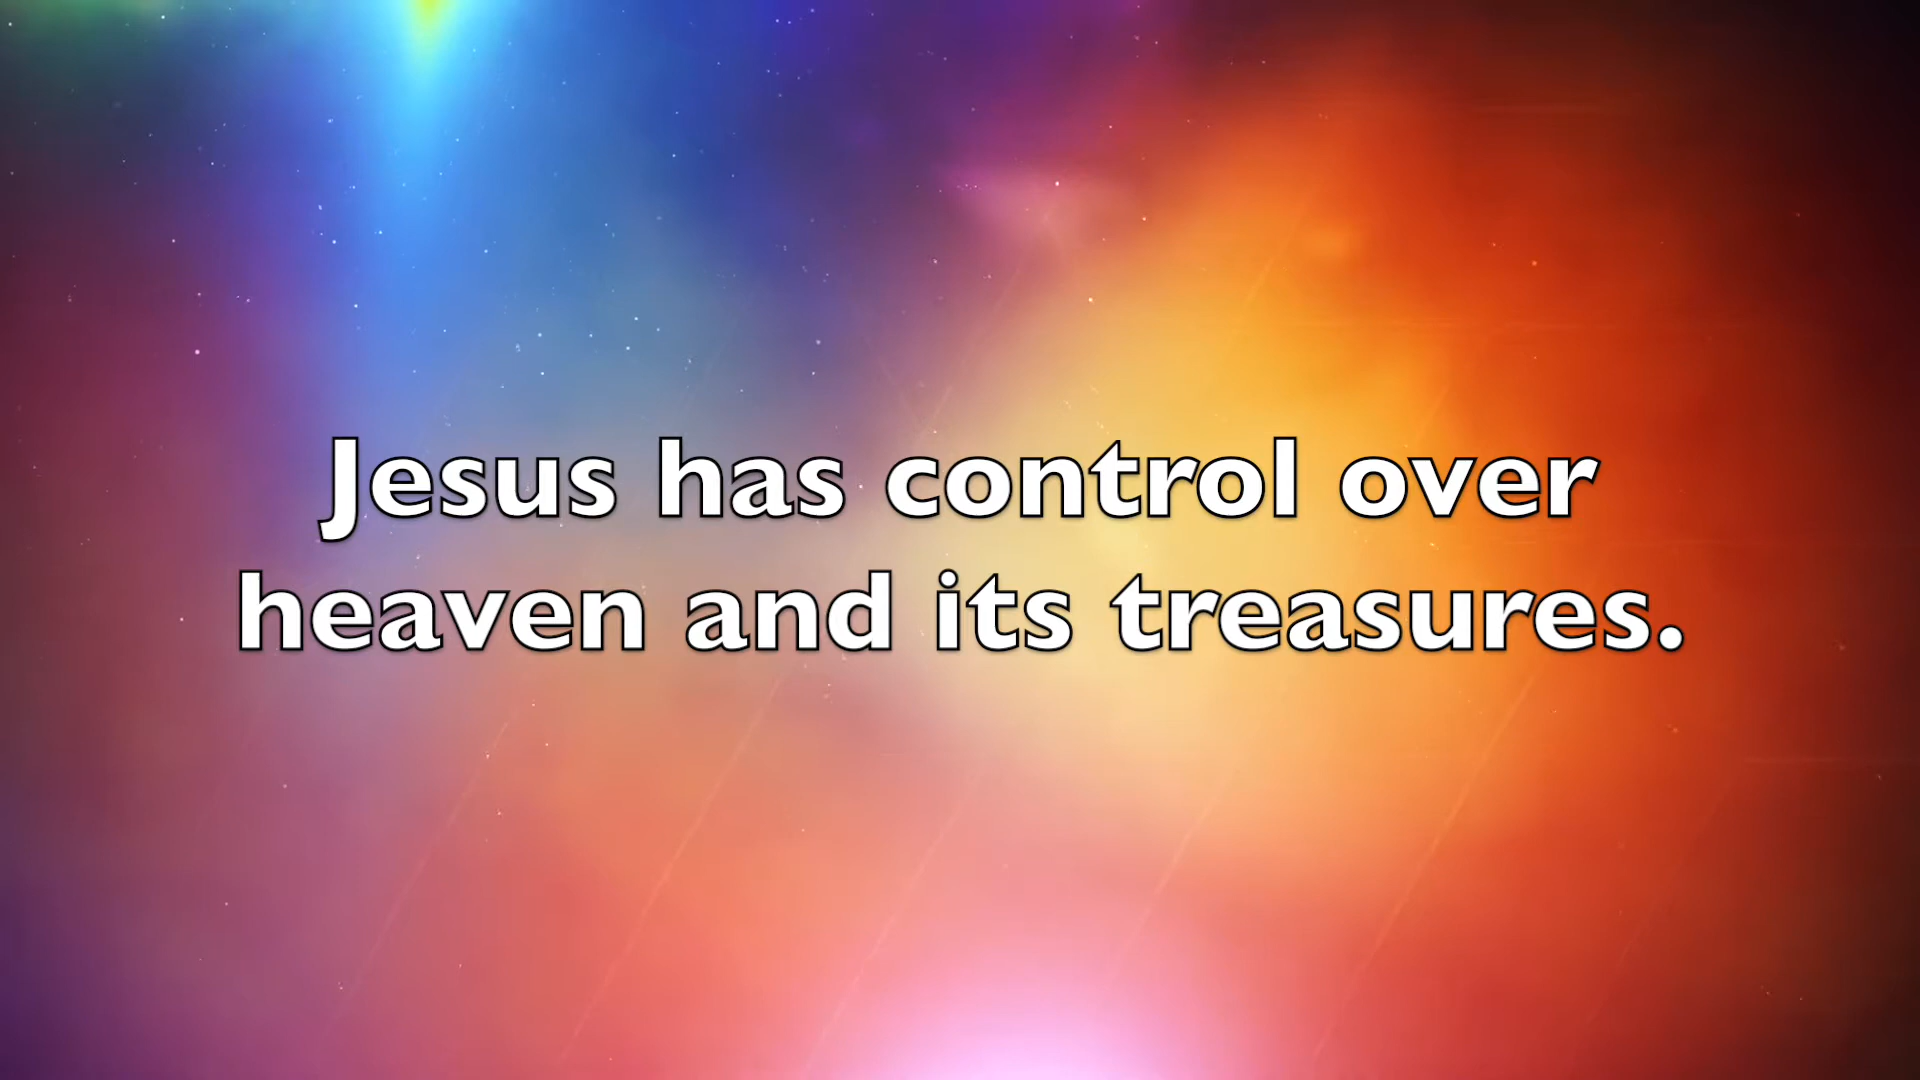 Jesus has control over
heaven and its treasures.